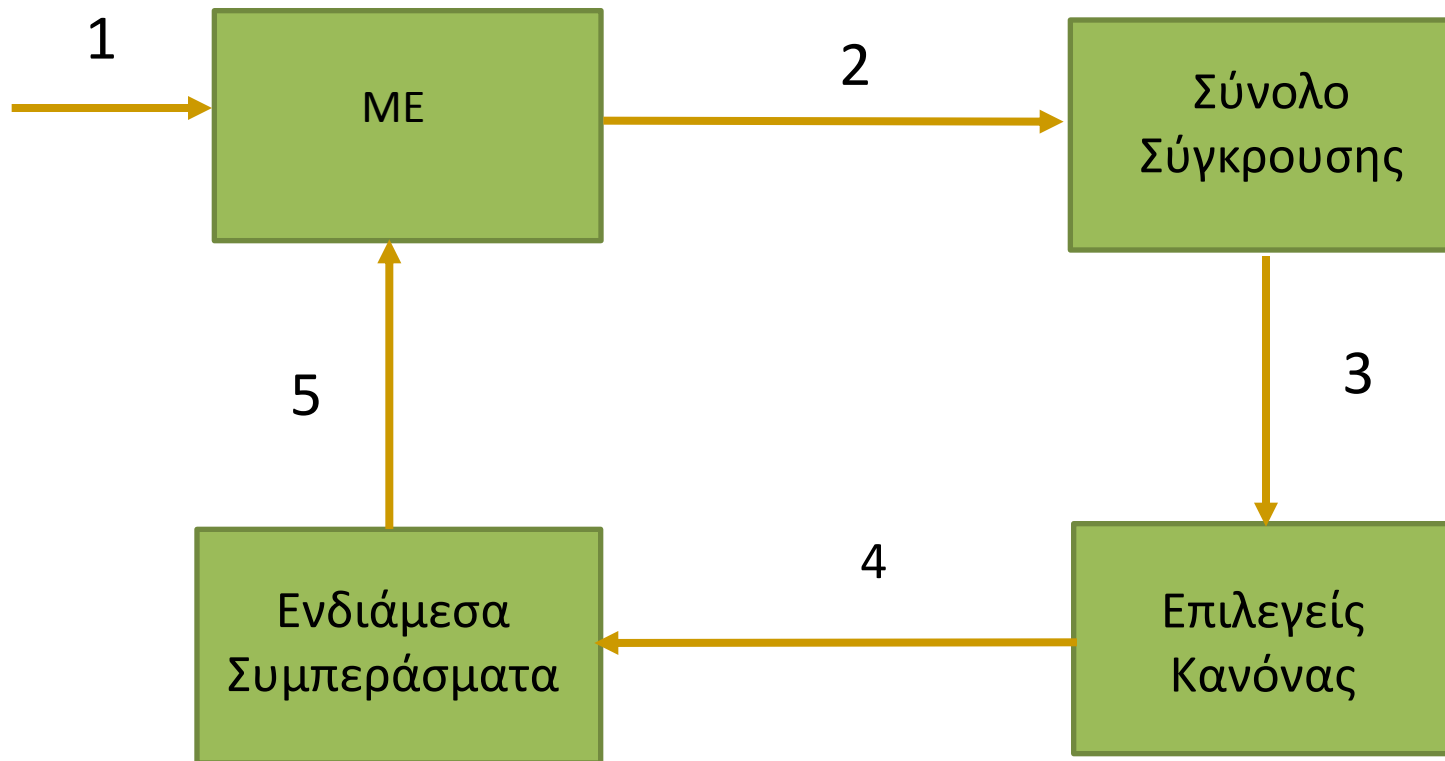 1
ΜΕ
2
Σύνολο
Σύγκρουσης
3
5
4
Ενδιάμεσα
Συμπεράσματα
Επιλεγείς
Κανόνας